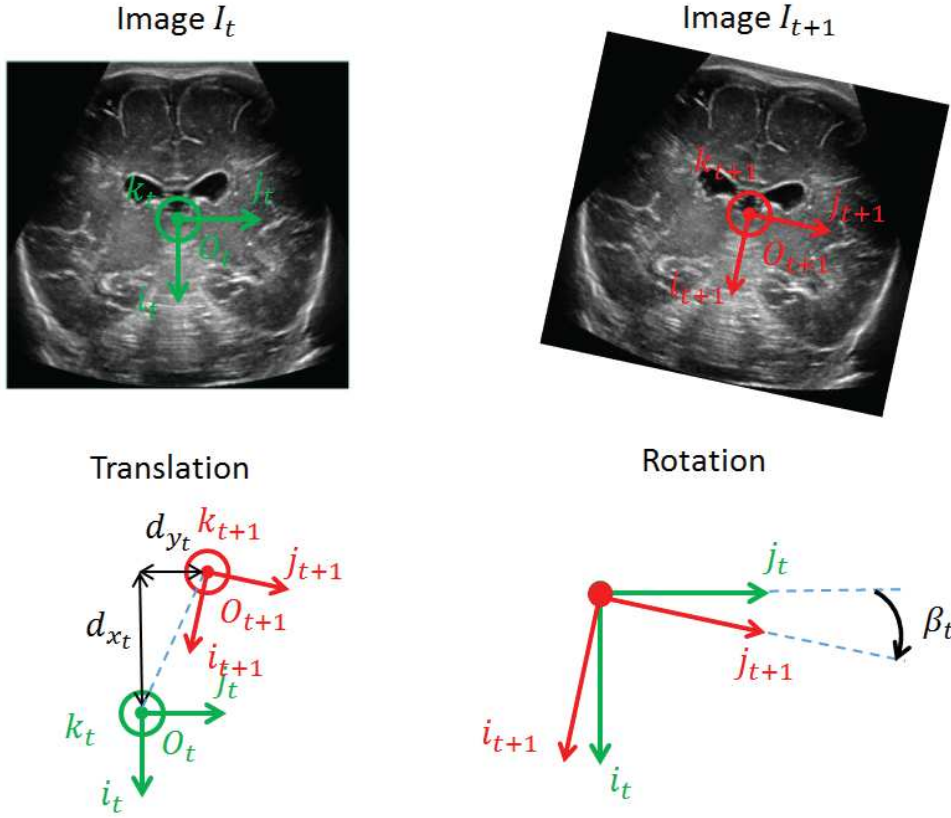 Image I_t
Image I_{t+1}
k_t
j_t
O_t
i_t
k_{t+1}
j_{t+1}
O_{t+1}
i_{t+1}
Translation
Rotation
d_{y_t}
k_{t+1}
j_{t+1}
d_{x_t}
O_{t+1}
i_{t+1}
j_t
k_t
O_t
i_t
j_t
β_t
j_{t+1}
i_{t+1}
i_t